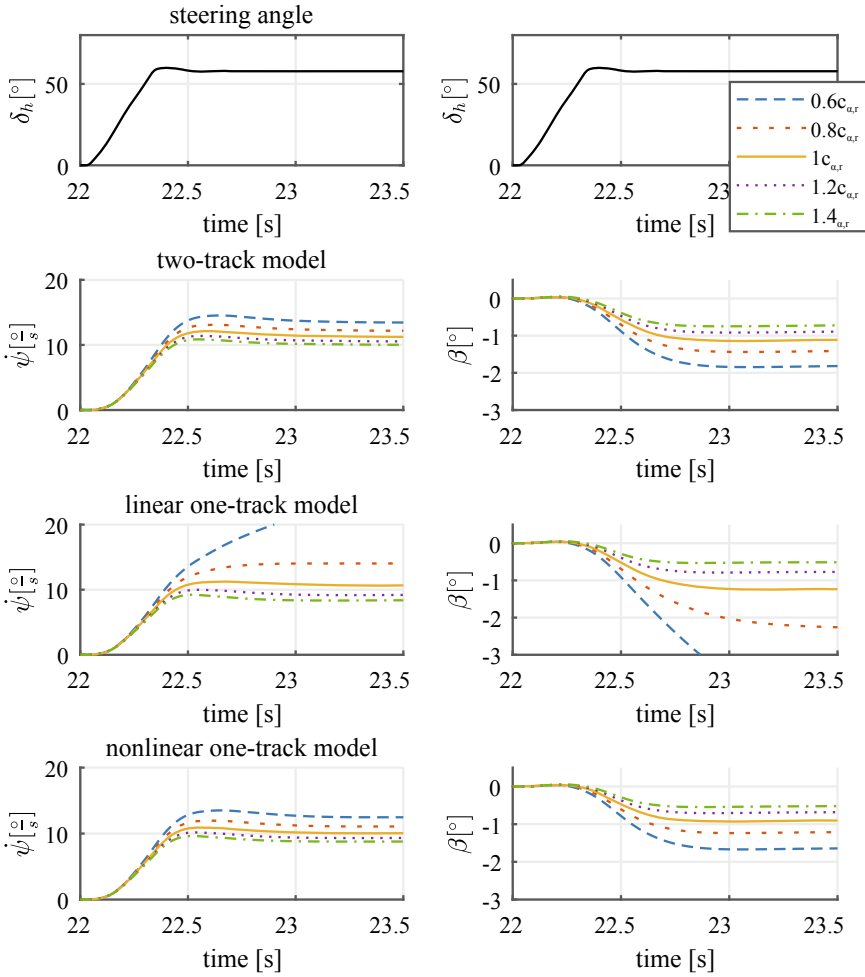 steering angle
δh[°]
50
0
22
22.5
23
23.5
time [s]
δh[°]
50
0
22
22.5
23
23.5
time [s]
0.6cα,r
0.8cα,r
1cα,r
1.2cα,r
1.4α,r
two-track model
ψ̇[°/s]
20
10
0
22
22.5
23
23.5
time [s]
β[°]
0
-1
-2
-3
22
22.5
23
23.5
time [s]
linear one-track model
ψ̇[°/s]
20
10
0
22
22.5
23
23.5
time [s]
β[°]
0
-1
-2
-3
22
22.5
23
23.5
time [s]
nonlinear one-track model
ψ̇[°/s]
20
10
0
22
22.5
23
23.5
time [s]
β[°]
0
-1
-2
-3
22
22.5
23
23.5
time [s]